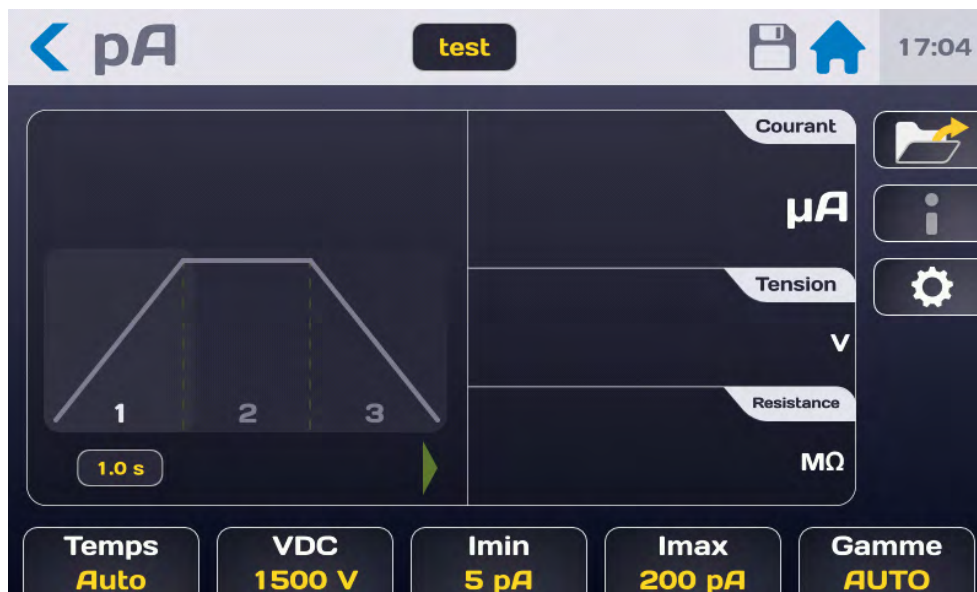 pA
test
17:04
Courant
µA
Tension
V
Resistance
MΩ
1
2
3
1.0 s
Temps
Auto
VDC
1500 V
Imin
5 pA
Imax
200 pA
Gamme
AUTO